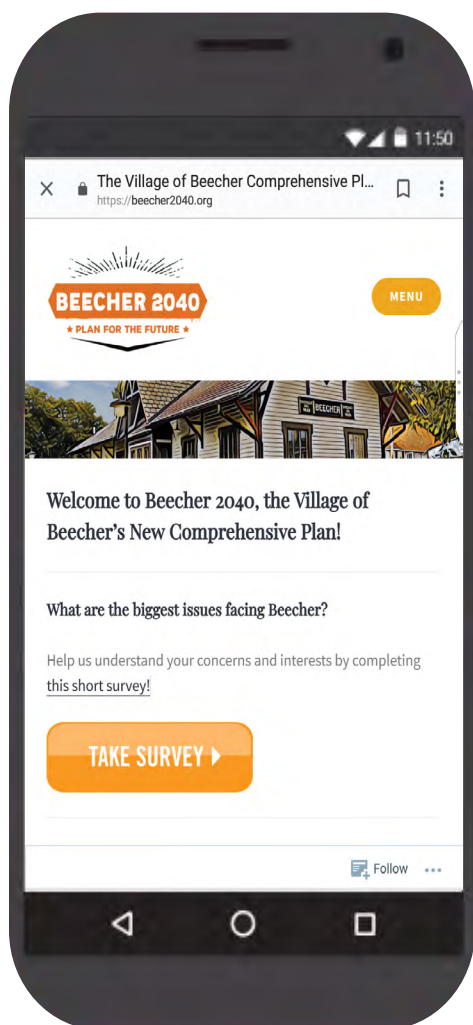 11:50
The Village of Beecher Comprehensive Pl...
https://beecher2040.org
BEECHER 2040
PLAN FOR THE FUTURE
MENU
BEECHER
Welcome to Beecher 2040, the Village of
Beecher's New Comprehensive Plan!
What are the biggest issues facing Beecher?
Help us understand your concerns and interests by completing
this short survey!
TAKE SURVEY
Follow